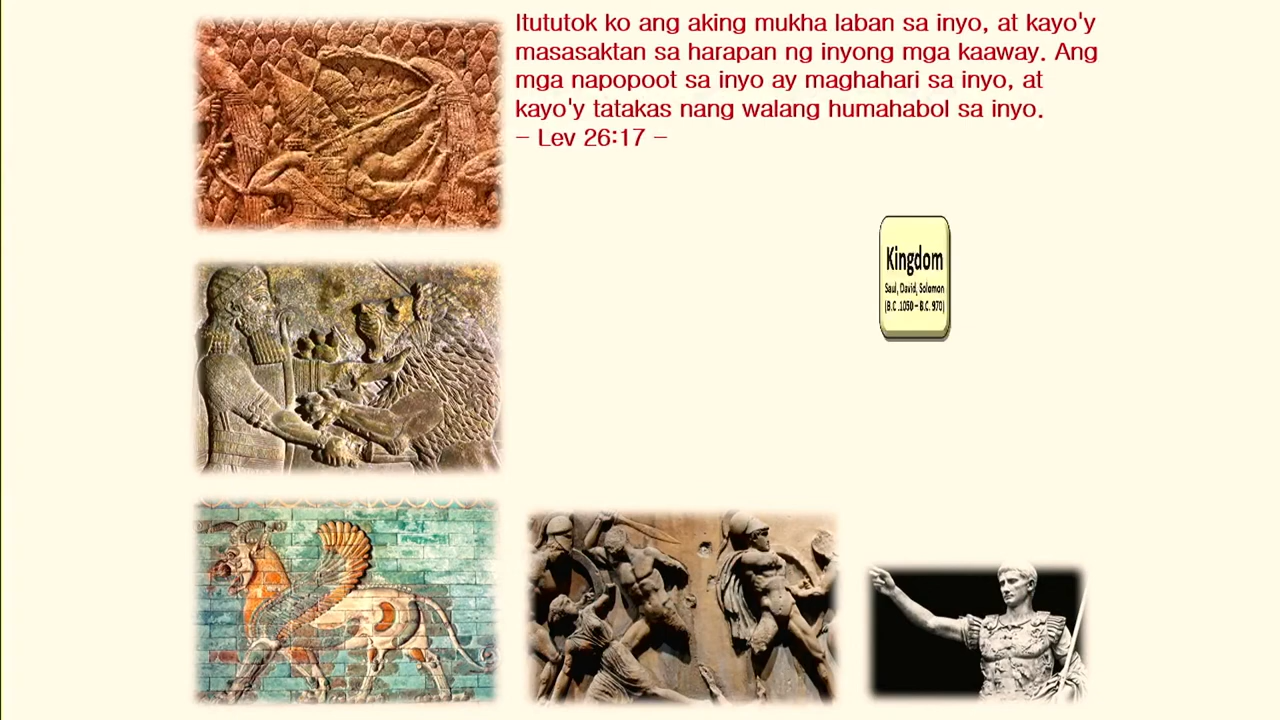 Itututok ko ang aking mukha laban sa inyo, at kayo'y
masasaktan sa harapan ng inyong mga kaaway. Ang
mga napopoot sa inyo ay maghahari sa inyo, at
kayo'y tatakas nang walang humahabol sa inyo.
- Lev 26:17 -
Kingdom
Saul, David, Solomon
(B.C .1050 – B.C. 970)